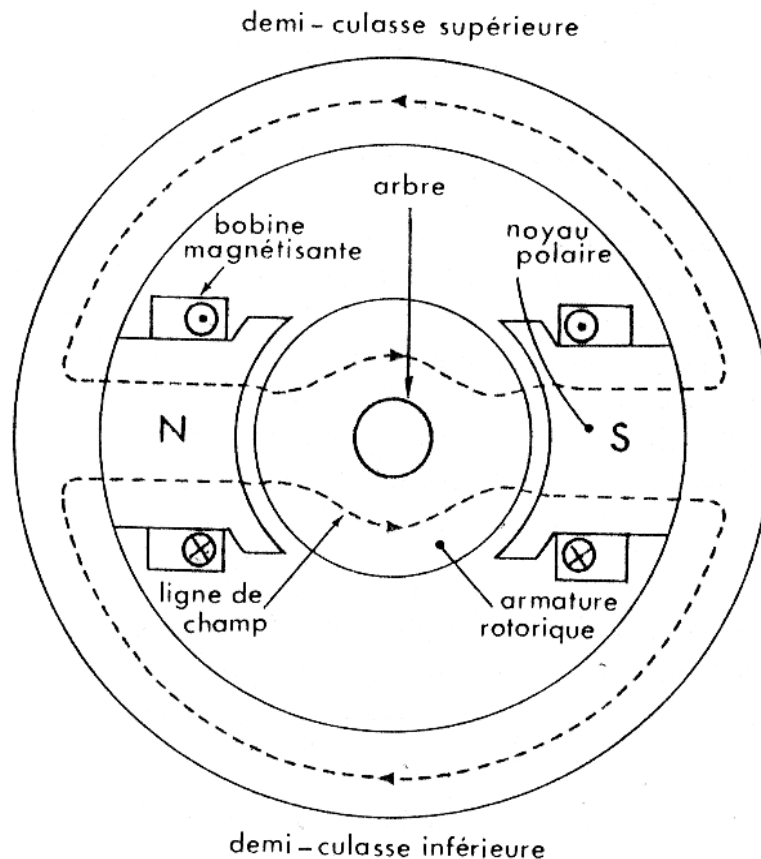 demi-culasse supérieure
arbre
bobine
magnétisante
noyau
polaire
N
S
ligne de
champ
armature
rotorique
demi-culasse inférieure